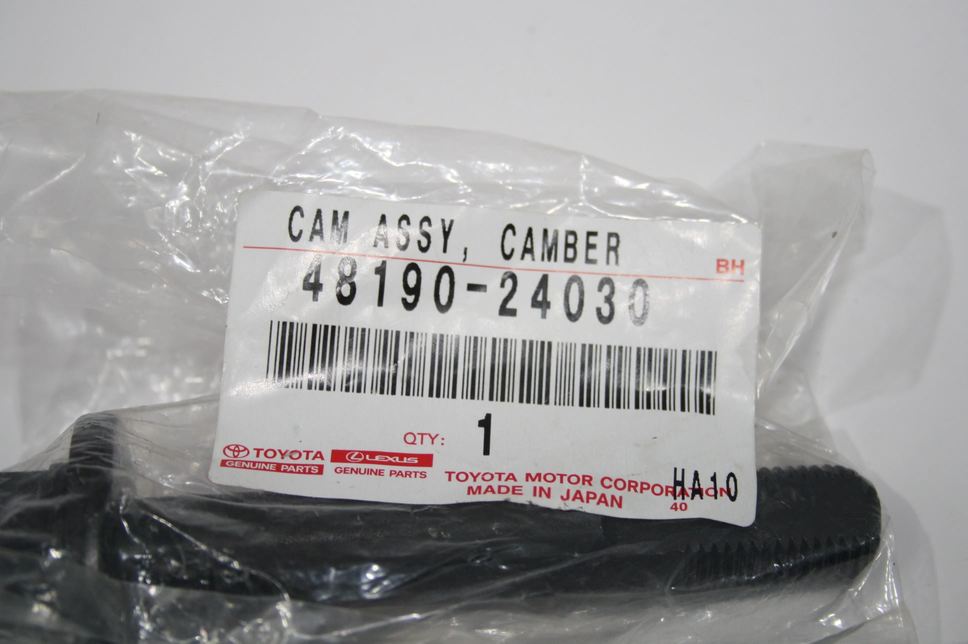 CAM ASSY, CAMBER
BH
48190-24030
QTY: 1
TOYOTA
GENUINE PARTS
LEXUS
GENUINE PARTS
TOYOTA MOTOR CORPORATION
MADE IN JAPAN
HA10
40